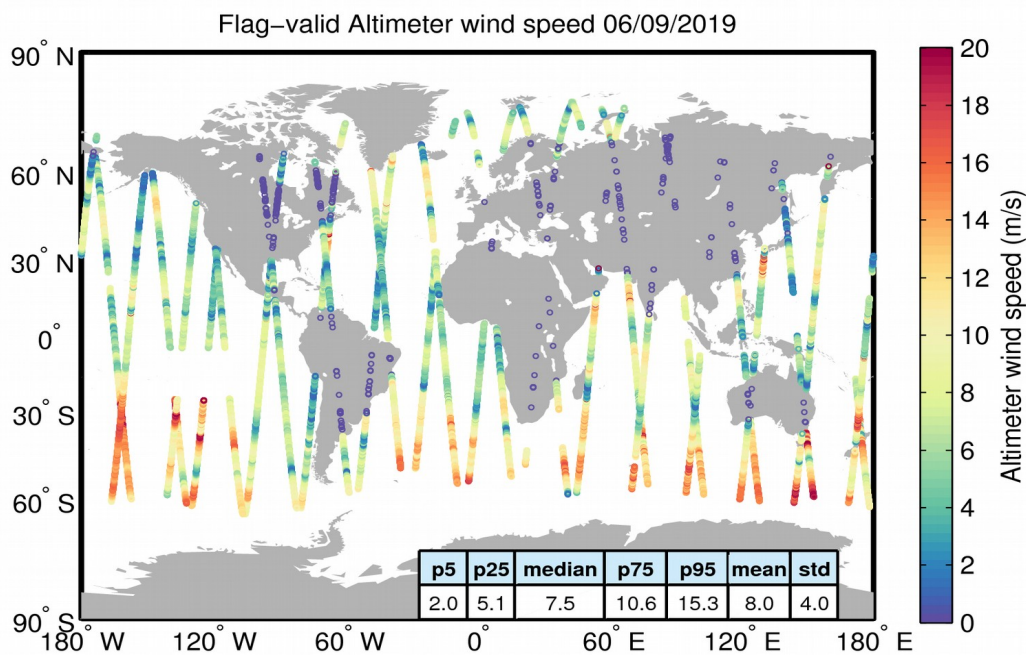 Flag-valid Altimeter wind speed 06/09/2019
90° N
60° N
30° N
0°
30° S
60° S
90° S
180° W
120° W
60° W
0°
60° E
120° E
180° E
p5 p25 median p75 p95 mean std
2.0 5.1 7.5 10.6 15.3 8.0 4.0
20
18
16
14
12
10
8
6
4
2
0
Altimeter wind speed (m/s)